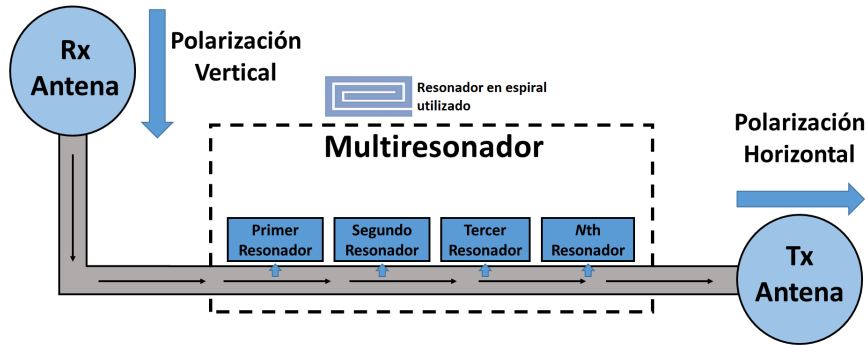 Rx
Antena
Polarización
Vertical
Resonador en espiral
utilizado
Multiresonador
Polarización
Horizontal
Primer
Resonador
Segundo
Resonador
Tercer
Resonador
Nth
Resonador
Tx
Antena